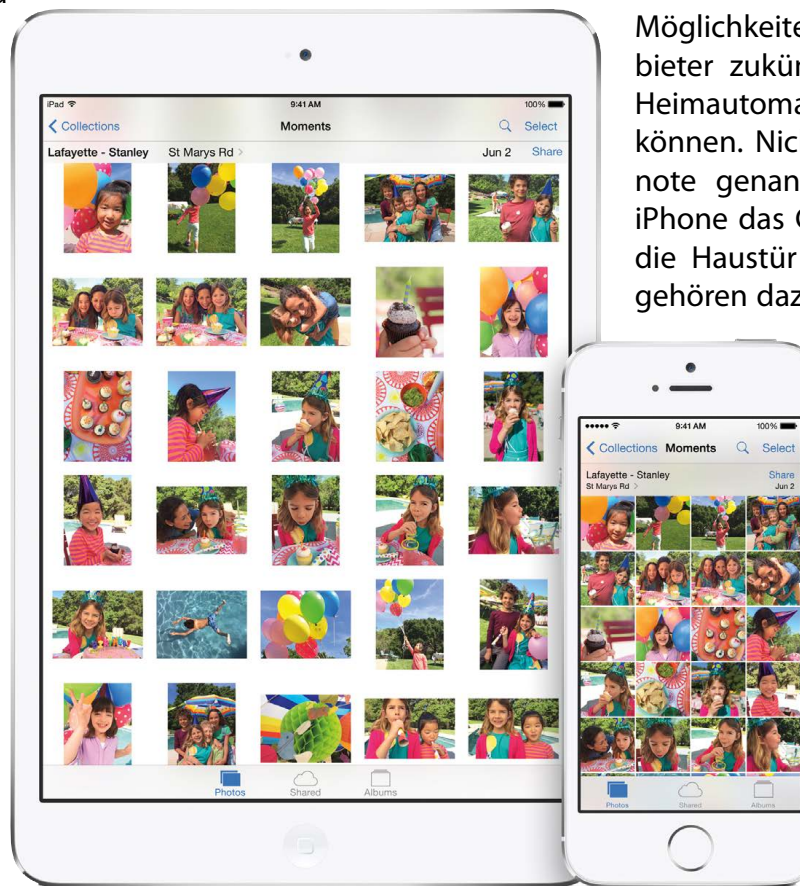 Möglichkeite
bieter zukün
Heimautoma
können. Nic
note genan
iPhone das
die Haustür
gehören daz
iPad
9:41 AM
100%
Collections
Moments
Select
Lafayette - Stanley St Marys Rd >
Jun 2 Share
Photos
Shared
Albums
9:41 AM
100%
Collections Moments
Select
Lafayette - Stanley
Share
St Marys Rd >
Jun 2
Photos
Shared
Albums